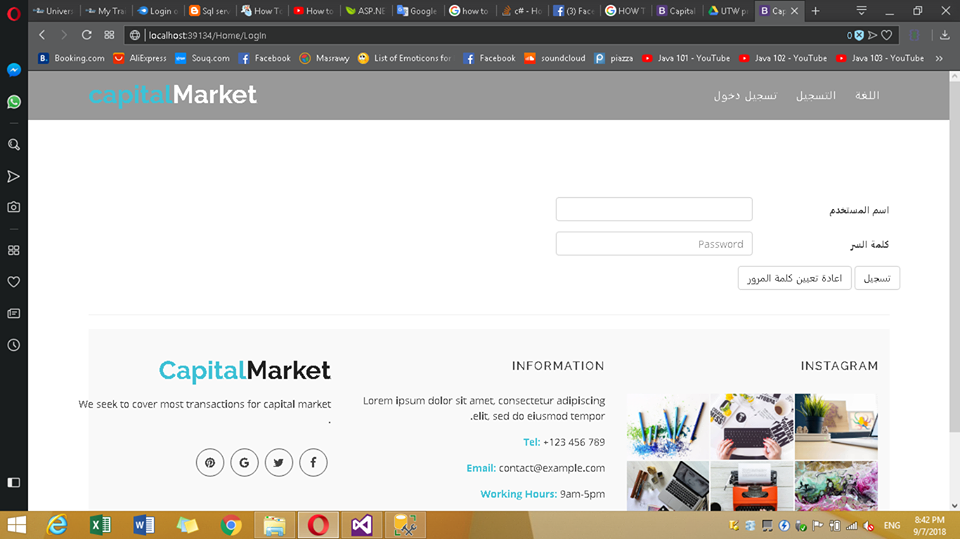 Univers
My Tra
Login o
Sql serv
How To
How to
ASP.NE
Google
how to
c# - Ho
(3) Face
HOW T
Capital
UTW p
Cap
localhost:39134/Home/LogIn
0
Booking.com
AliExpress
Souq.com
Facebook
Masrawy
List of Emoticons for
Facebook
soundcloud
piazza
Java 101 - YouTube
Java 102 - YouTube
Java 103 - YouTube
capitalMarket
اللغة
التسجيل
تسجيل دخول
اسم المستخدم
كلمة السر
Password
تسجيل
اعادة تعيين كلمة المرور
CapitalMarket
We seek to cover most transactions for capital market
.
INFORMATION
Lorem ipsum dolor sit amet, consectetur adipiscing
.elit, sed do eiusmod tempor
Tel: +123 456 789
Email: contact@example.com
Working Hours: 9am-5pm
INSTAGRAM
ENG
8:42 PM
9/7/2018